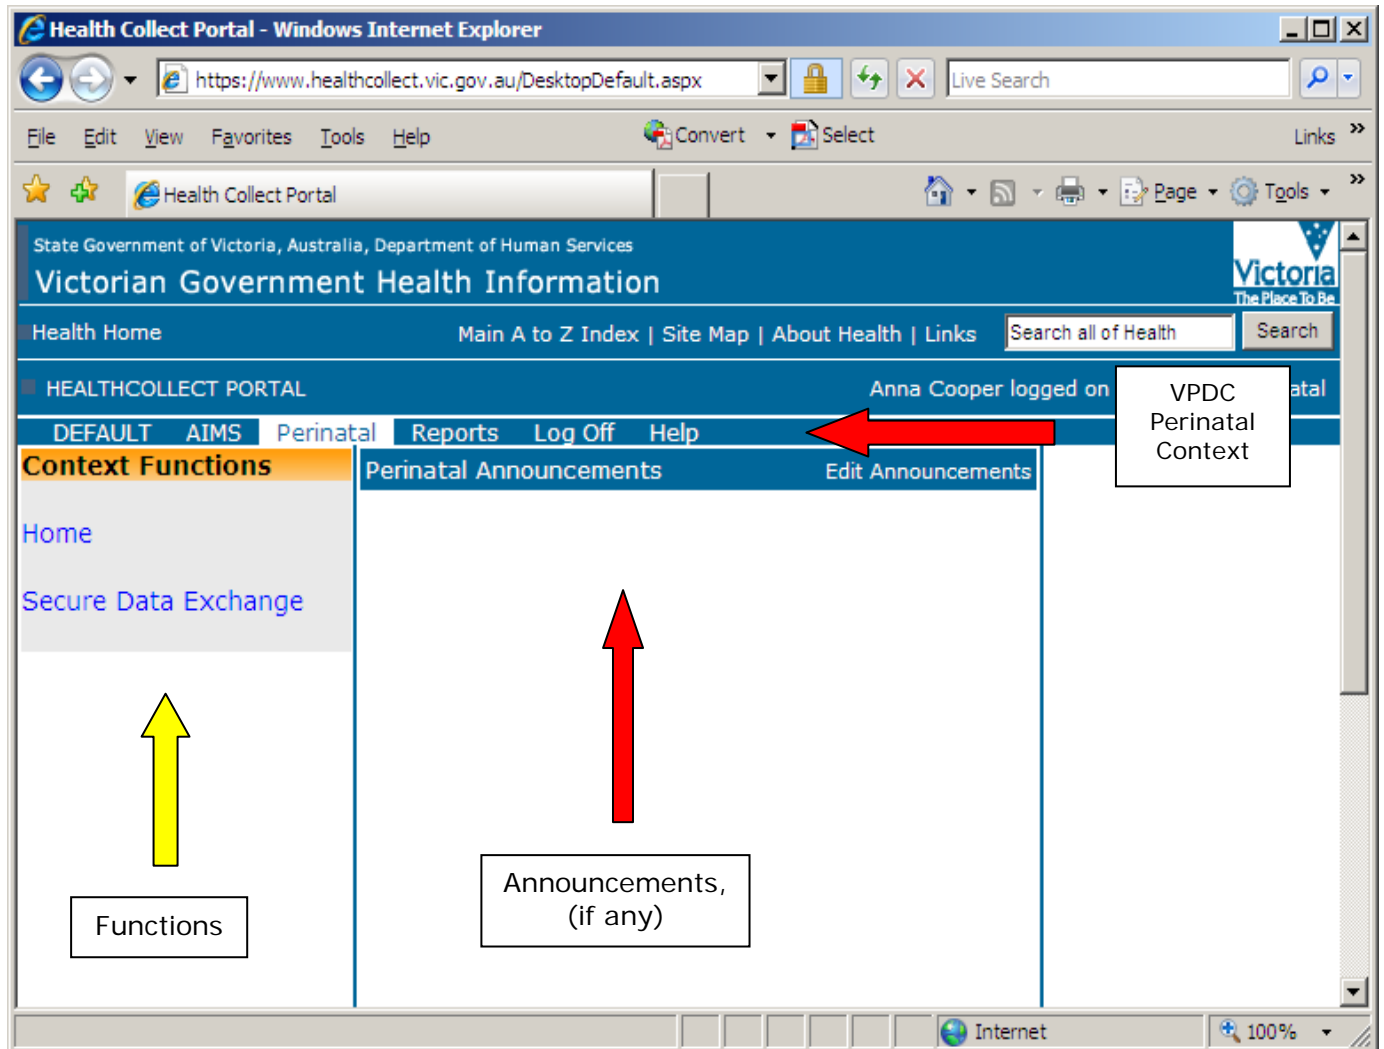 Health Collect Portal - Windows Internet Explorer
https://www.healthcollect.vic.gov.au/DesktopDefault.aspx
Live Search
File Edit View Favorites Tools Help
Convert Select
Links
Health Collect Portal
Page Tools
State Government of Victoria, Australia, Department of Human Services
Victorian Government Health Information
Victoria
The Place To Be
Health Home
Main A to Z Index | Site Map | About Health | Links
Search all of Health
Search
HEALTHCOLLECT PORTAL
Anna Cooper logged on
atal
VPDC
Perinatal
Context
DEFAULT AIMS Perinatal Reports Log Off Help
Context Functions
Perinatal Announcements
Edit Announcements
Home
Secure Data Exchange
Functions
Announcements,
(if any)
Internet
100%